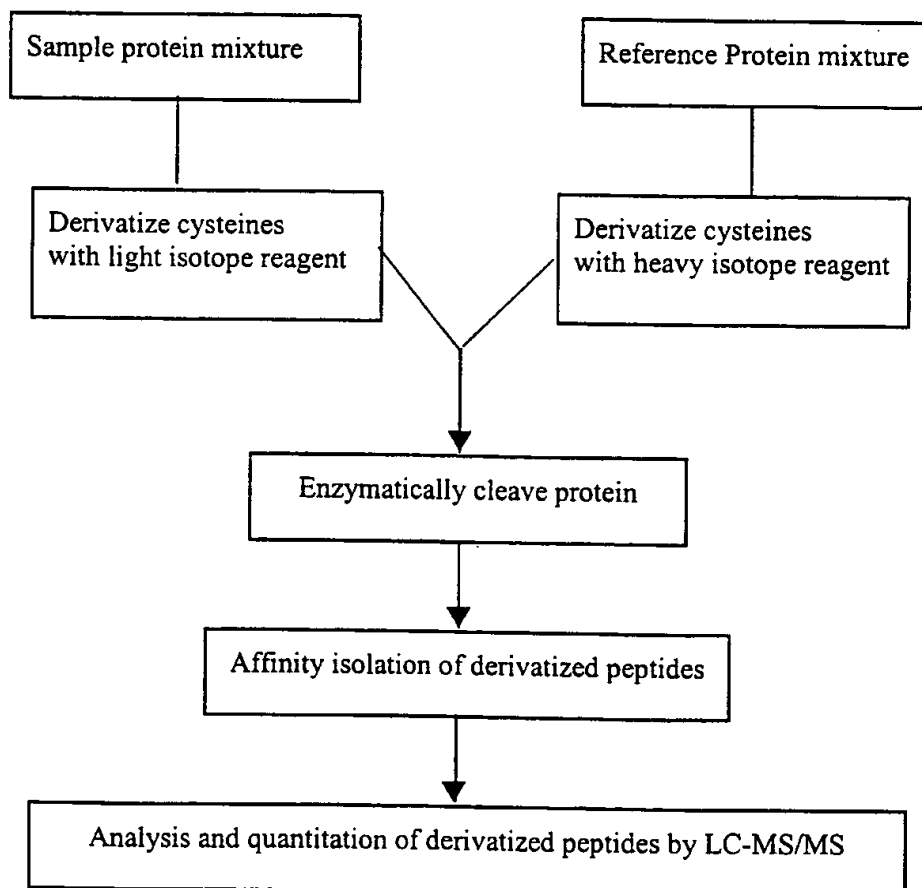 Sample protein mixture
Reference Protein mixture
Derivatize cysteines
with light isotope reagent
Derivatize cysteines
with heavy isotope reagent
Enzymatically cleave protein
Affinity isolation of derivatized peptides
Analysis and quantitation of derivatized peptides by LC-MS/MS